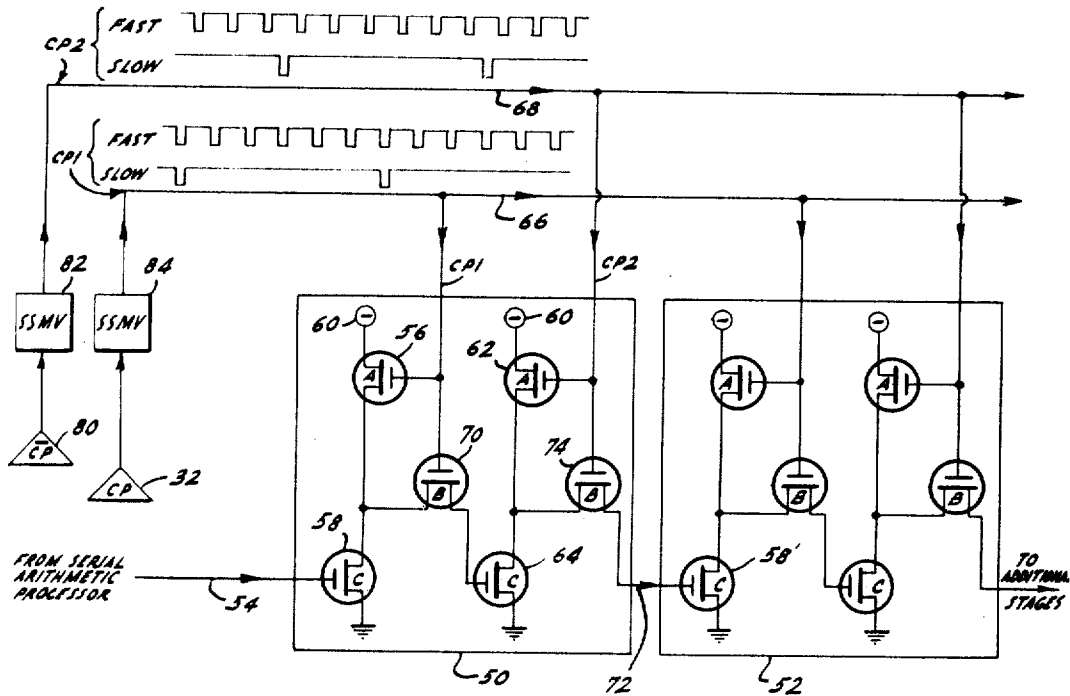 CP2
FAST
SLOW
68
CP1
FAST
SLOW
66
82
84
SSMV
SSMV
CP1
CP2
60
56
60
62
A
A
A
A
C̅P̅
80
CP
32
70
74
B
B
B
B
58
64
58'
C
C
C
C
FROM SERIAL
ARITHMETIC
PROCESSOR
54
TO
ADDITIONAL
STAGES
50
72
52